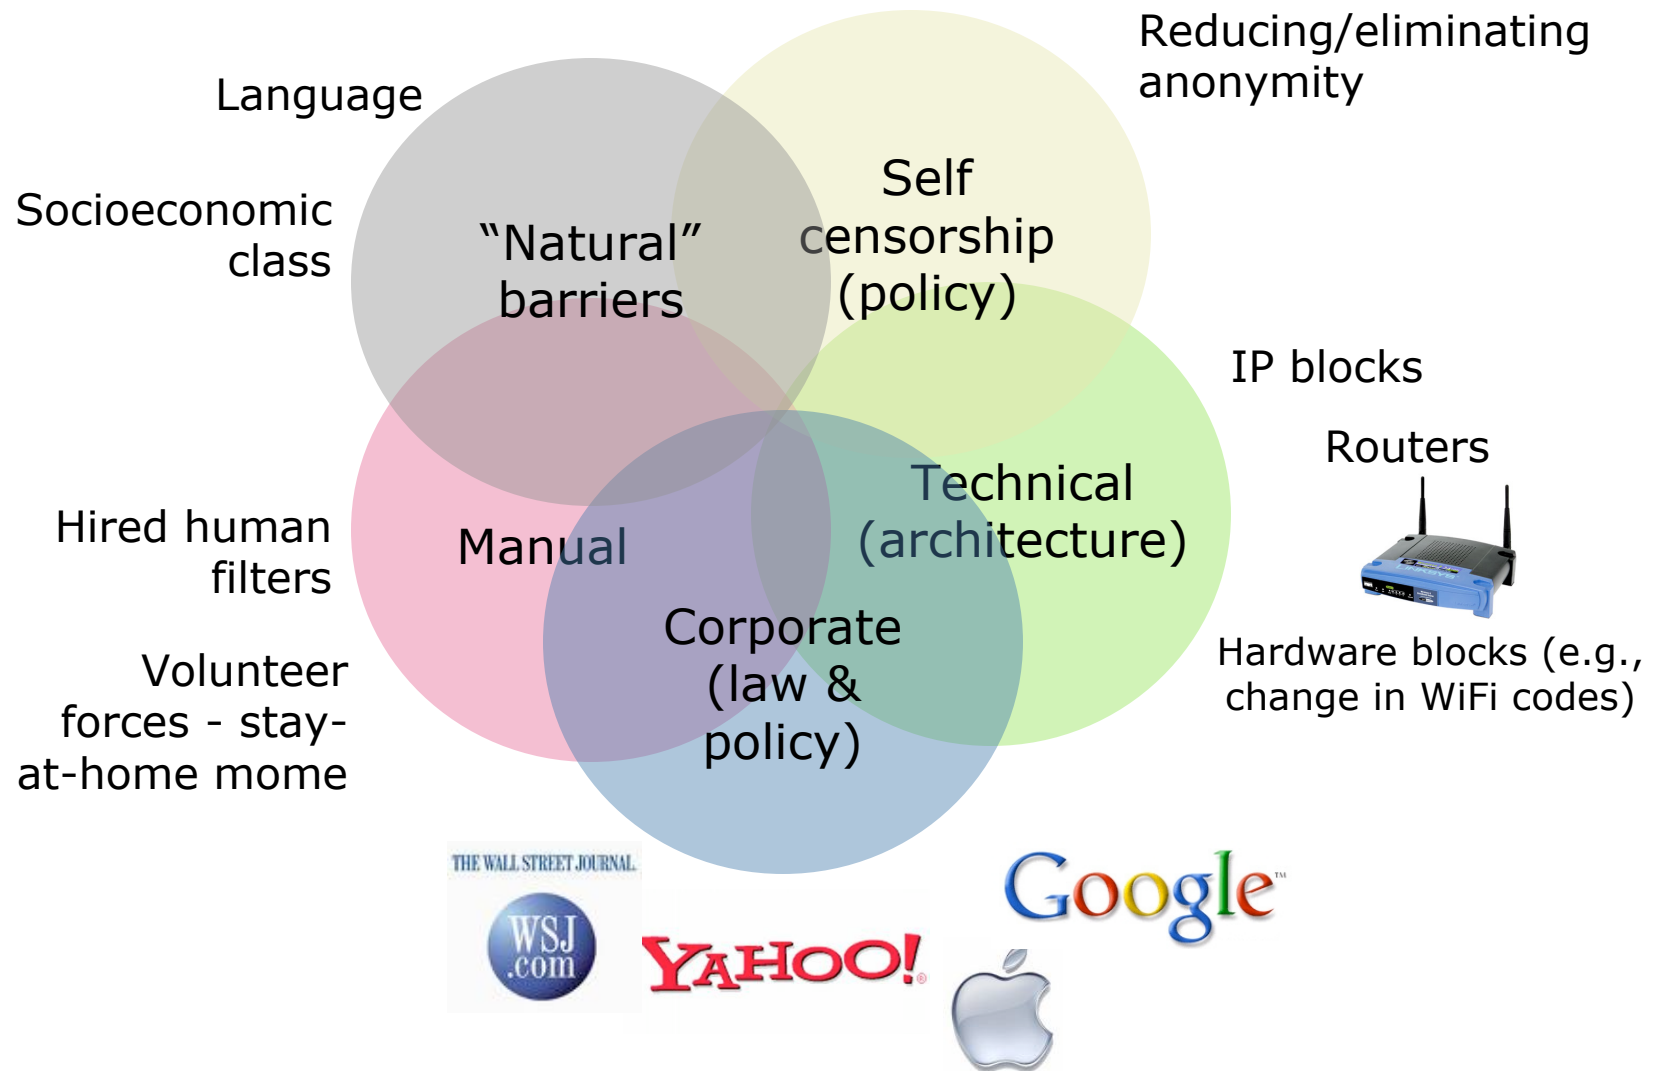 Reducing/eliminating
anonymity
Language
Self
censorship
(policy)
Socioeconomic
class
“Natural”
barriers
IP blocks
Routers
Technical
(architecture)
Hired human
filters
Manual
LINKSYS
Corporate
(law &
policy)
Hardware blocks (e.g.,
change in WiFi codes)
Volunteer
forces - stay-
at-home mome
THE WALL STREET JOURNAL.
WSJ
.com
YAHOO!®
Google™